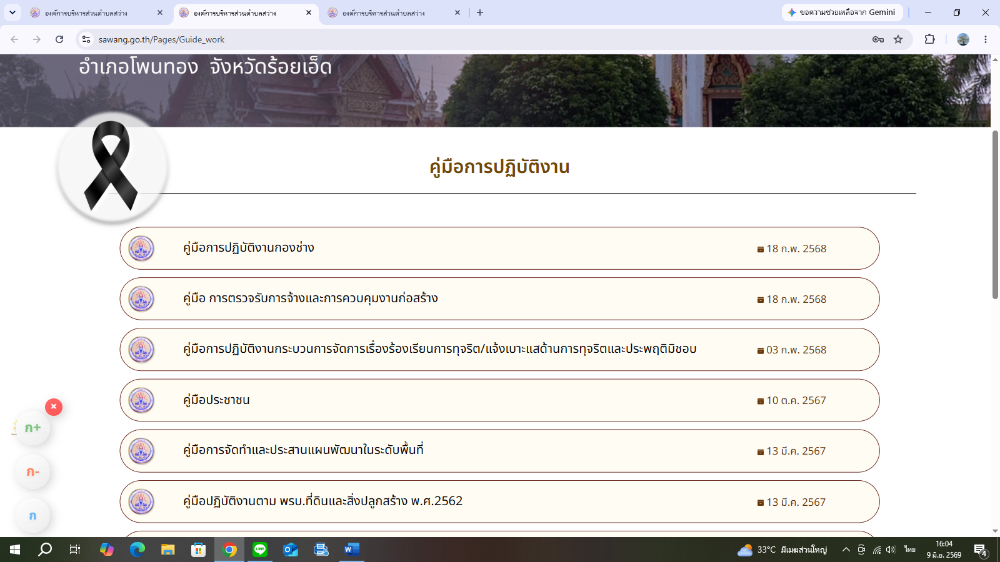 องค์การบริหารส่วนตำบลสว่าง
องค์การบริหารส่วนตำบลสว่าง
องค์การบริหารส่วนตำบลสว่าง
ขอความช่วยเหลือจาก Gemini
sawang.go.th/Pages/Guide_work
อำเภอโพนทอง จังหวัดร้อยเอ็ด
คู่มือการปฏิบัติงาน
คู่มือการปฏิบัติงานกองช่าง
18 ก.พ. 2568
คู่มือ การตรวจรับการจ้างและการควบคุมงานก่อสร้าง
18 ก.พ. 2568
คู่มือการปฏิบัติงานกระบวนการจัดการเรื่องร้องเรียนการทุจริต/แจ้งเบาะแสด้านการทุจริตและประพฤติมิชอบ
03 ก.พ. 2568
คู่มือประชาชน
10 ต.ค. 2567
คู่มือการจัดทำและประสานแผนพัฒนาในระดับพื้นที่
13 มี.ค. 2567
คู่มือปฏิบัติงานตาม พรบ.ที่ดินและสิ่งปลูกสร้าง พ.ศ.2562
13 มี.ค. 2567
ก+
ก-
ก
33°C มีเมฆส่วนใหญ่
ไทย
16:04
9 มิ.ย. 2569
4